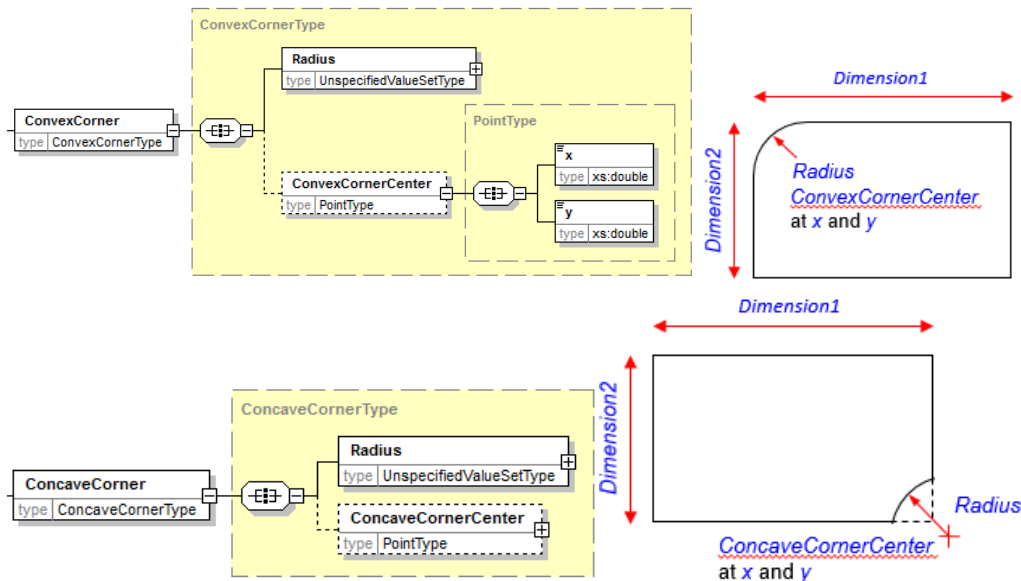 ConvexCornerType
Radius
type UnspecifiedValueSetType
ConvexCorner
type ConvexCornerType
PointType
x
type xs:double
ConvexCornerCenter
type PointType
y
type xs:double
Dimension1
Dimension2
Radius
ConvexCornerCenter
at x and y
ConcaveCornerType
Radius
type UnspecifiedValueSetType
ConcaveCorner
type ConcaveCornerType
ConcaveCornerCenter
type PointType
Dimension1
Dimension2
Radius
ConcaveCornerCenter
at x and y